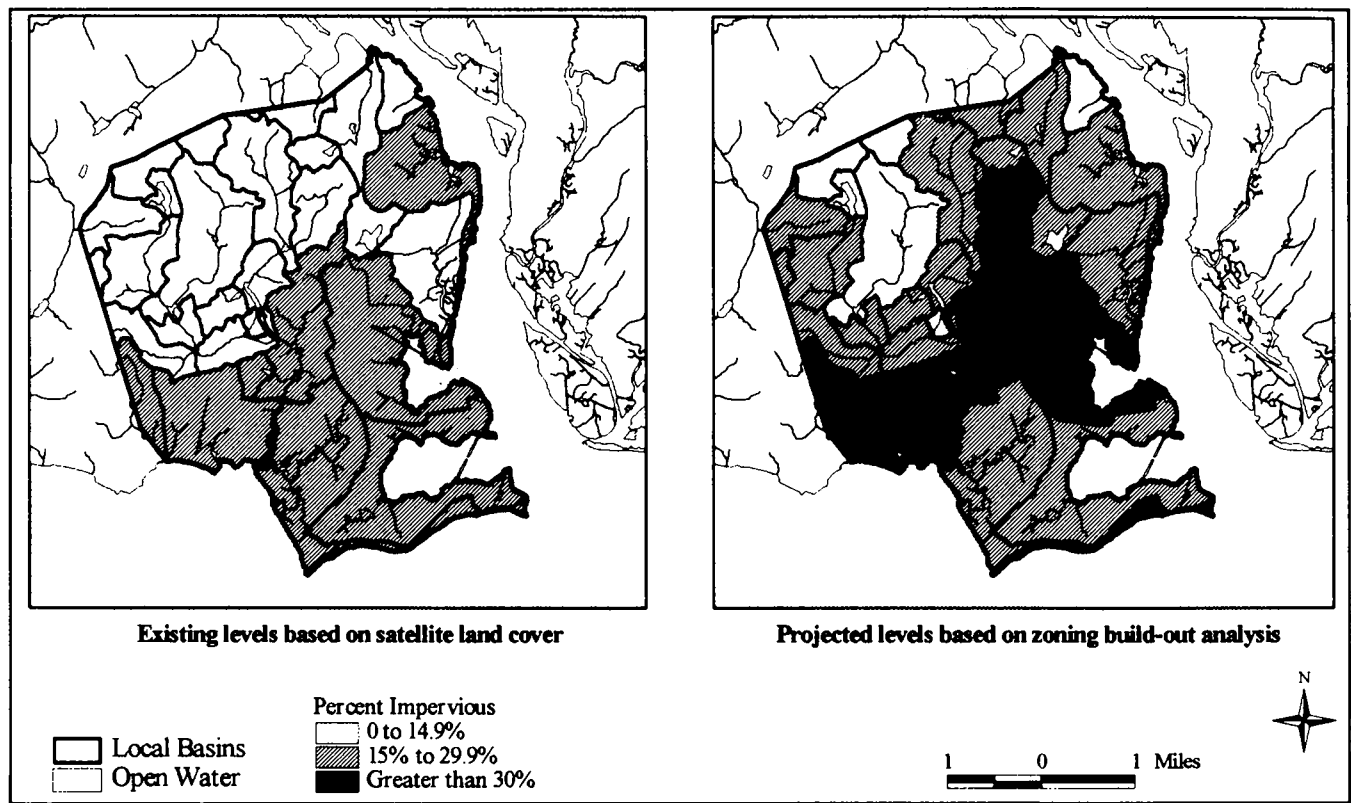 Existing levels based on satellite land cover
Projected levels based on zoning build-out analysis
Local Basins
Open Water
Percent Impervious
0 to 14.9%
15% to 29.9%
Greater than 30%
N
1 0 1 Miles